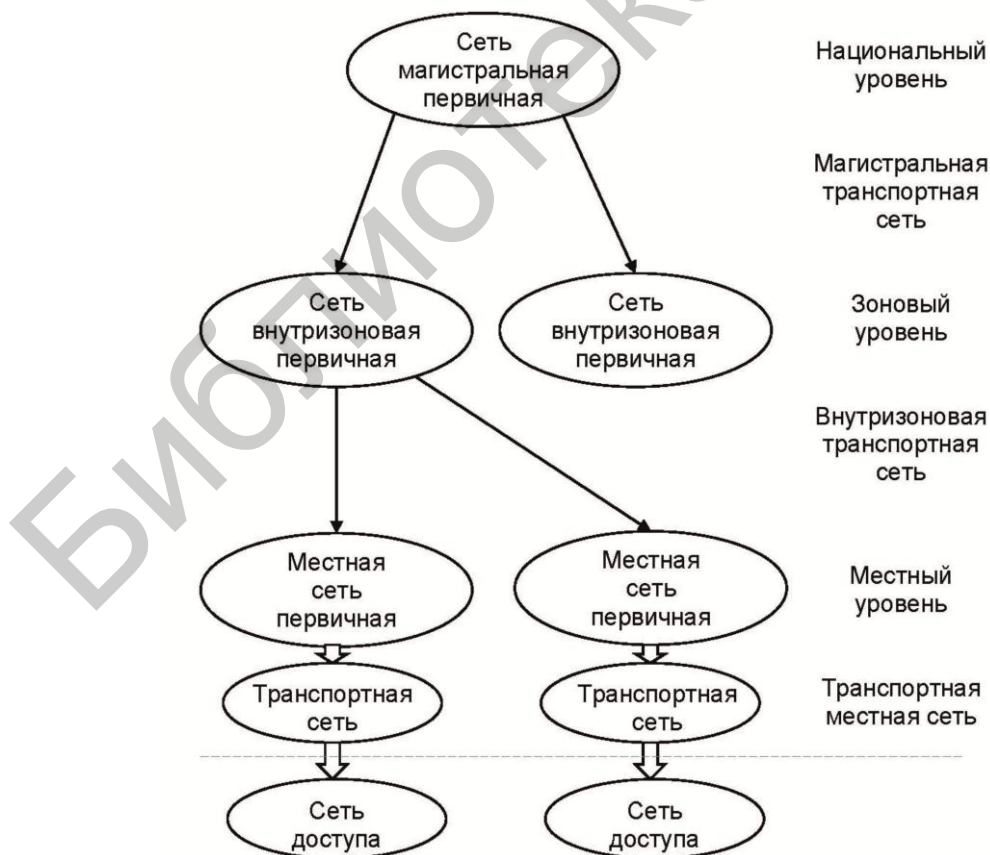 Сеть
магистральная
первичная
Национальный
уровень
Магистральная
транспортная
сеть
Сеть
внутризоновая
первичная
Сеть
внутризоновая
первичная
Зоновый
уровень
Внутризоновая
транспортная
сеть
Местная
сеть
первичная
Местная
сеть
первичная
Местный
уровень
Транспортная
сеть
Транспортная
сеть
Транспортная
местная сеть
Сеть
доступа
Сеть
доступа
Библиотек